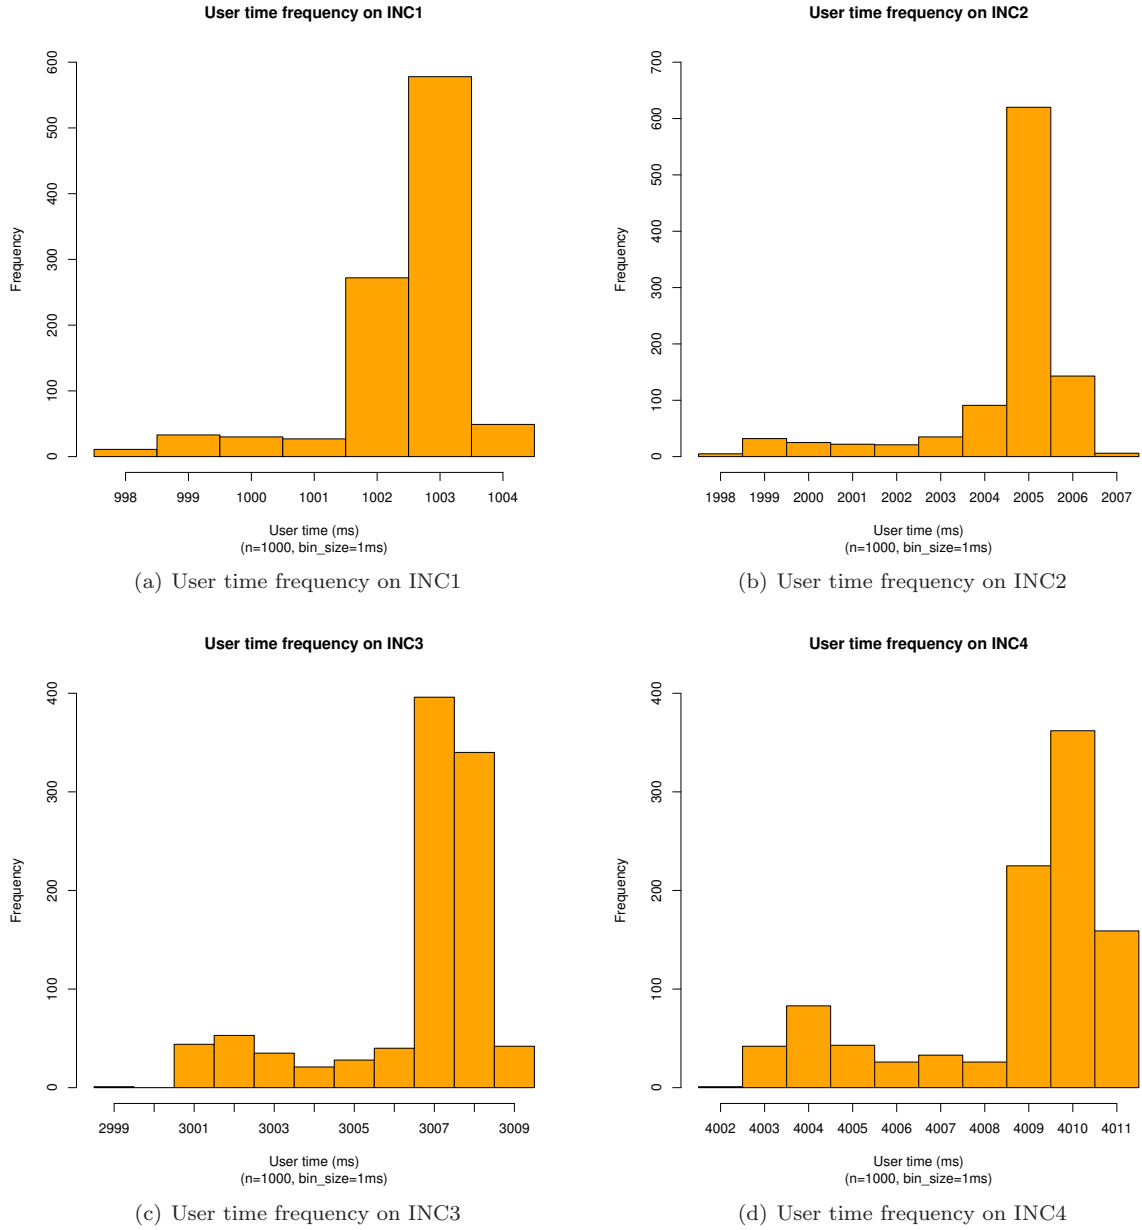 User time frequency on INC1
Frequency
0 100 200 300 400 500 600
998 999 1000 1001 1002 1003 1004
User time (ms)
(n=1000, bin_size=1ms)
(a) User time frequency on INC1
User time frequency on INC2
Frequency
0 100 200 300 400 500 600 700
1998 1999 2000 2001 2002 2003 2004 2005 2006 2007
User time (ms)
(n=1000, bin_size=1ms)
(b) User time frequency on INC2
User time frequency on INC3
Frequency
0 100 200 300 400
2999 3001 3003 3005 3007 3009
User time (ms)
(n=1000, bin_size=1ms)
(c) User time frequency on INC3
User time frequency on INC4
Frequency
0 100 200 300 400
4002 4003 4004 4005 4006 4007 4008 4009 4010 4011
User time (ms)
(n=1000, bin_size=1ms)
(d) User time frequency on INC4